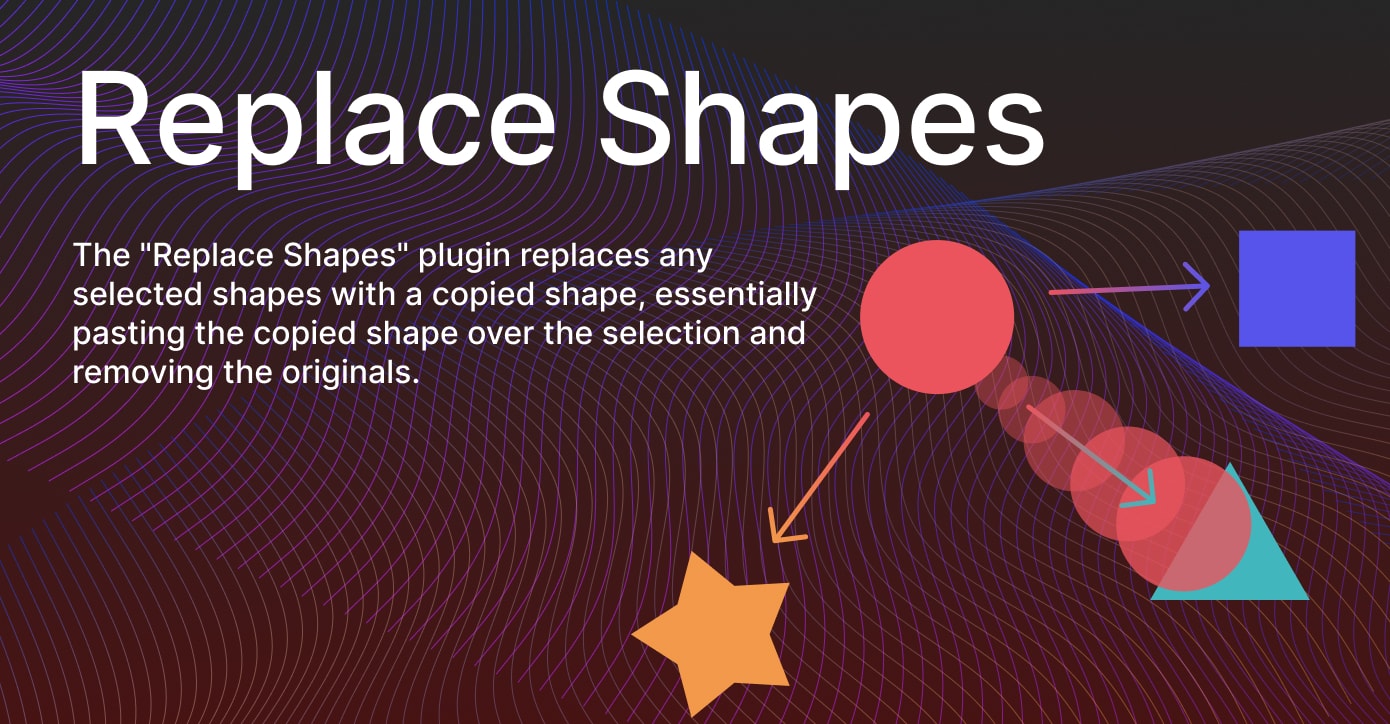 Replace Shapes
The "Replace Shapes" plugin replaces any
selected shapes with a copied shape, essentially
pasting the copied shape over the selection and
removing the originals.